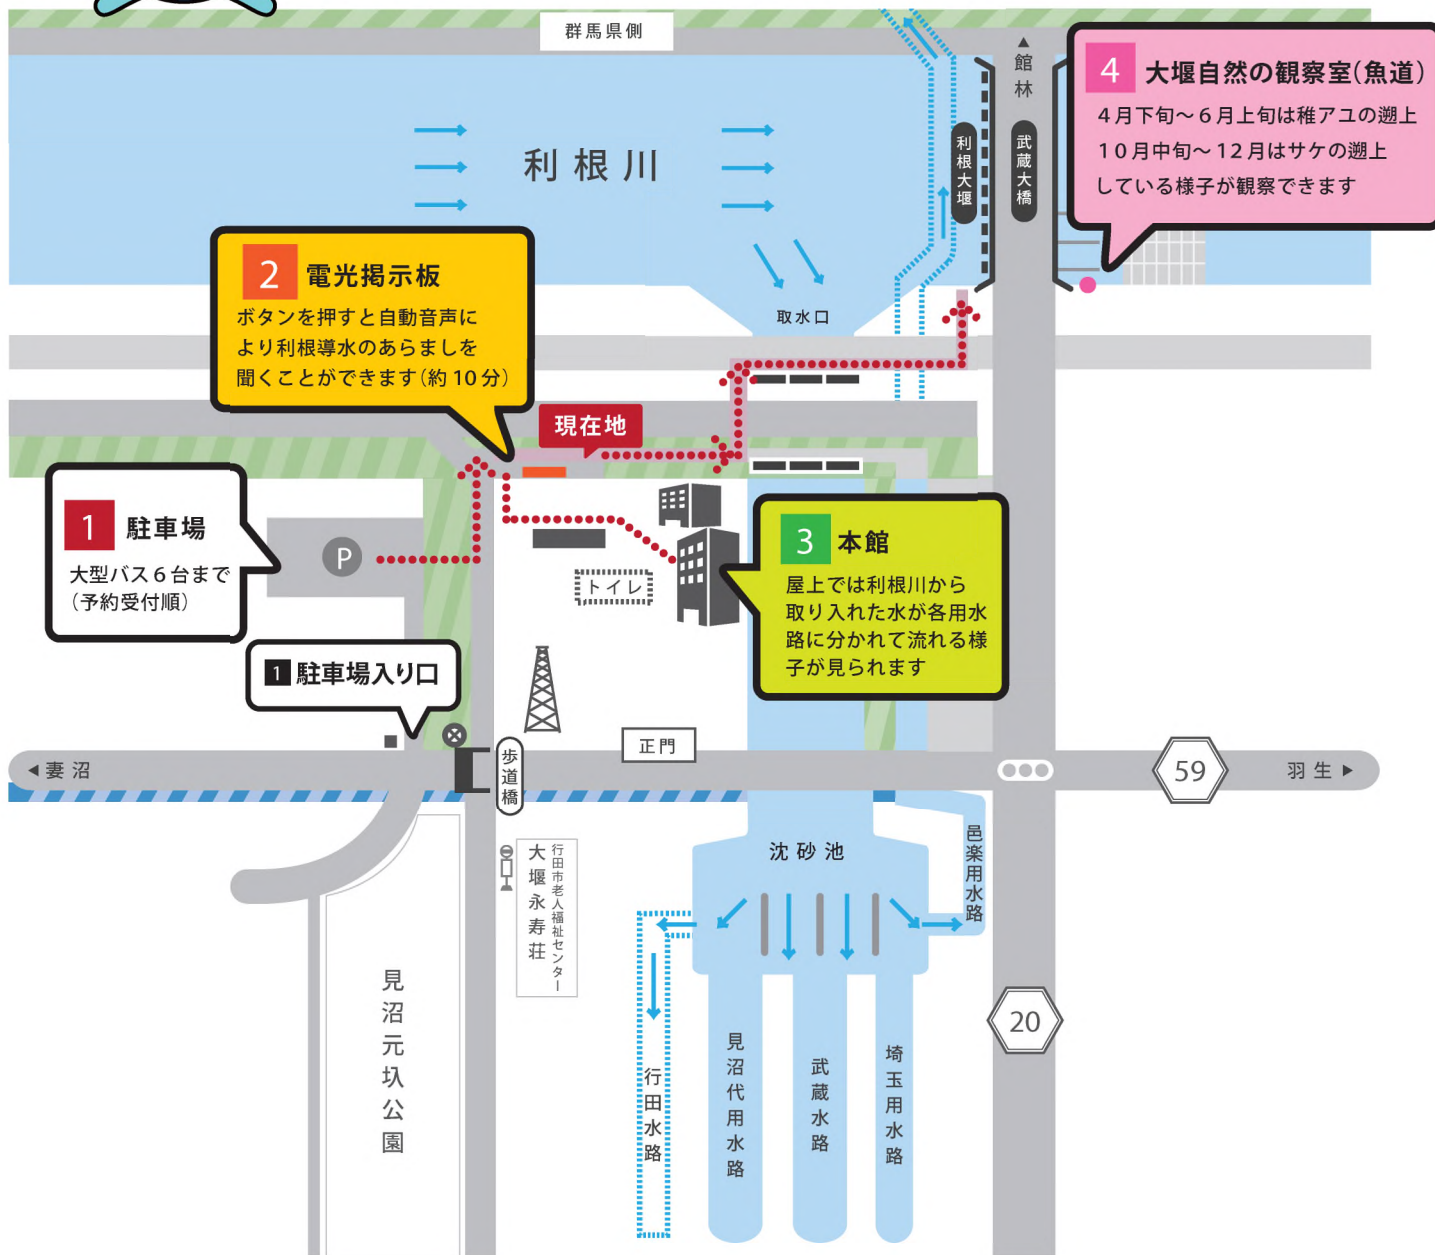 群馬県側
▲
館林
4 大堰自然の観察室(魚道)
4月下旬～6月上旬は稚アユの遡上
10月中旬～12月はサケの遡上
している様子が観察できます
利根川
利根大堰
武蔵大橋
2 電光掲示板
ボタンを押すと自動音声に
より利根導水のあらましを
聞くことができます(約10分)
取水口
現在地
1 駐車場
大型バス6台まで
(予約受付順)
P
トイレ
3 本館
屋上では利根川から
取り入れた水が各用水
路に分かれて流れる様
子が見られます
1 駐車場入り口
正門
◀妻沼
歩道橋
59
羽生▶
行田市老人福祉センター
大堰永寿荘
沈砂池
邑楽用水路
見沼元圦公園
20
行田水路
見沼代用水路
武蔵水路
埼玉用水路